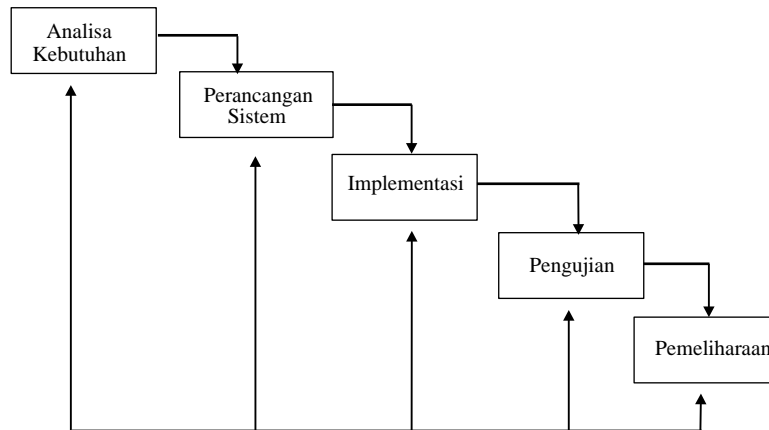 Analisa
Kebutuhan
Perancangan
Sistem
Implementasi
Pengujian
Pemeliharaan